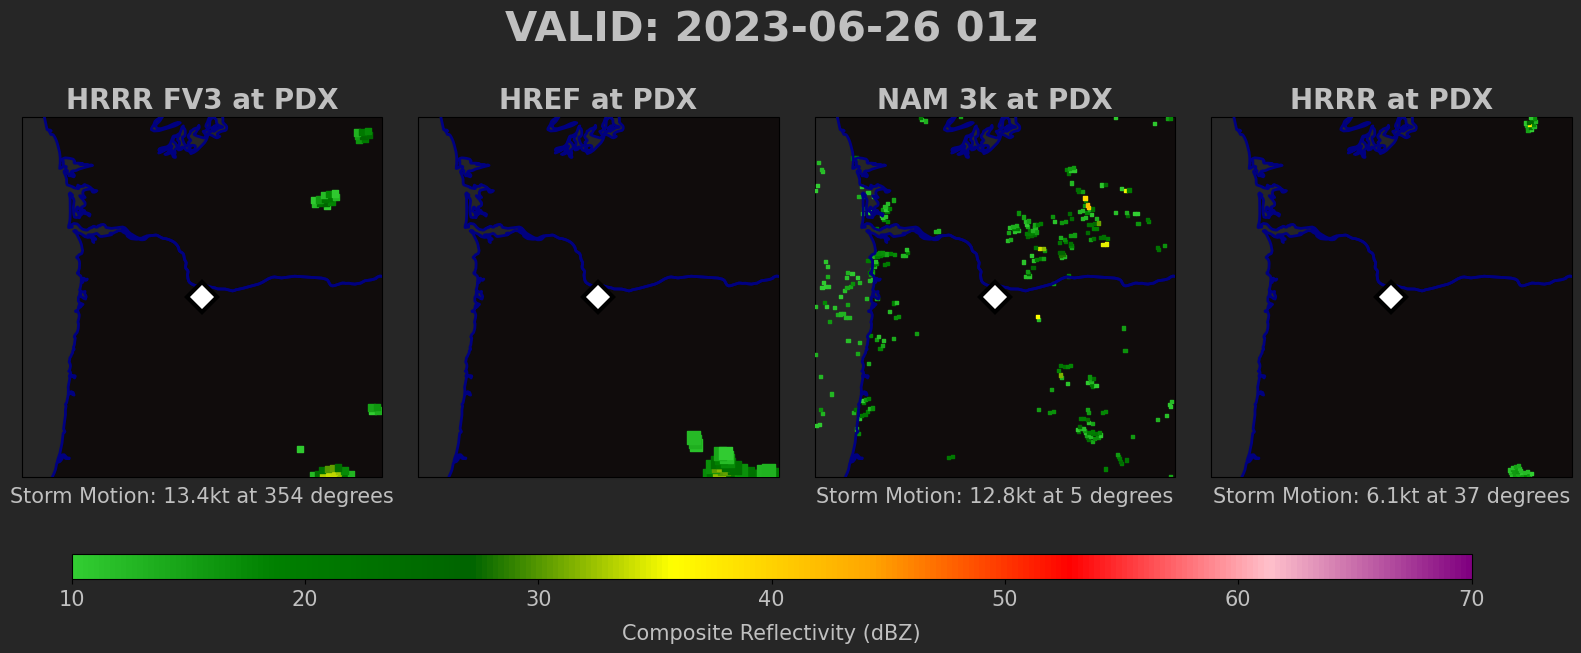 VALID: 2023-06-26 01z
HRRR FV3 at PDX
HREF at PDX
NAM 3k at PDX
HRRR at PDX
Storm Motion: 13.4kt at 354 degrees
Storm Motion: 12.8kt at 5 degrees
Storm Motion: 6.1kt at 37 degrees
10 20 30 40 50 60 70
Composite Reflectivity (dBZ)